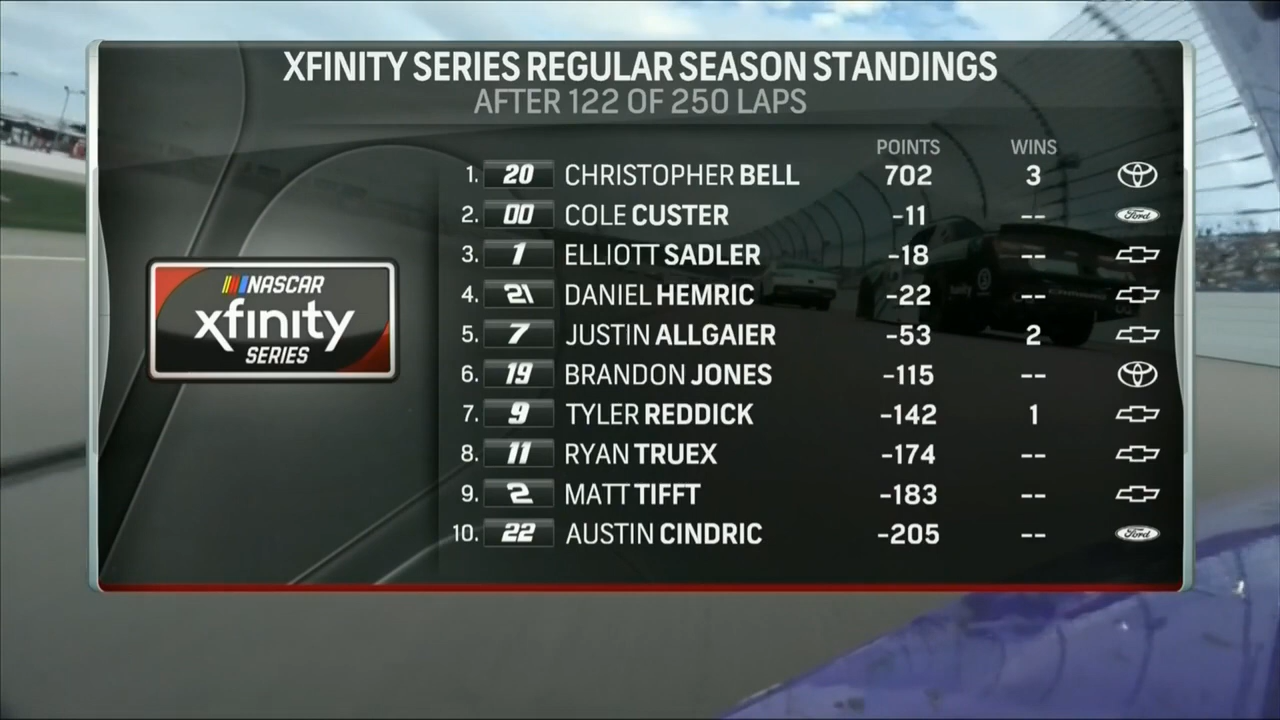 XFINITY SERIES REGULAR SEASON STANDINGS
AFTER 122 OF 250 LAPS
POINTS WINS
1. 20 CHRISTOPHER BELL 702 3
2. 00 COLE CUSTER -11 -- Ford
3. 1 ELLIOTT SADLER -18 --
4. 21 DANIEL HEMRIC -22 --
5. 7 JUSTIN ALLGAIER -53 2
6. 19 BRANDON JONES -115 --
7. 9 TYLER REDDICK -142 1
8. 11 RYAN TRUEX -174 --
9. 2 MATT TIFFT -183 --
10. 22 AUSTIN CINDRIC -205 -- Ford
NASCAR
xfinity
SERIES